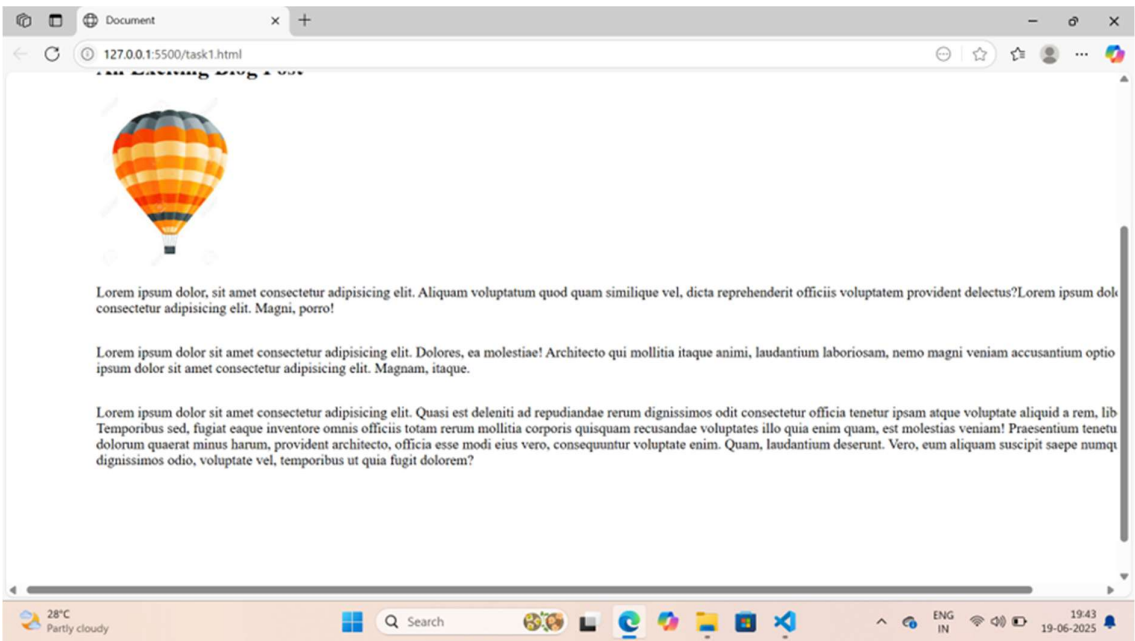 Document
127.0.0.1:5500/task1.html
An Exciting Blog Post
Lorem ipsum dolor, sit amet consectetur adipisicing elit. Aliquam voluptatum quod quam similique vel, dicta reprehenderit officiis voluptatem provident delectus?Lorem ipsum
consectetur adipisicing elit. Magni, porro!
Lorem ipsum dolor sit amet consectetur adipisicing elit. Dolores, ea molestiae! Architecto qui mollitia itaque animi, laudantium laboriosam, nemo magni veniam accusantium optio
ipsum dolor sit amet consectetur adipisicing elit. Magnam, itaque.
Lorem ipsum dolor sit amet consectetur adipisicing elit. Quasi est deleniti ad repudiandae rerum dignissimos odit consectetur officia tenetur ipsam atque voluptate aliquid a rem, lib
Temporibus sed, fugiat eaque inventore omnis officiis totam rerum mollitia corporis quisquam recusandae voluptates illo quia enim quam, est molestias veniam! Praesentium tenetu
dolorum quaerat minus harum, provident architecto, officia esse modi eius vero, consequuntur voluptate enim. Quam, laudantium deserunt. Vero, eum aliquam suscipit saepe numqu
dignissimos odio, voluptate vel, temporibus ut quia fugit dolorem?
28°C
Partly cloudy
Search
ENG
IN
19:43
19-06-2025